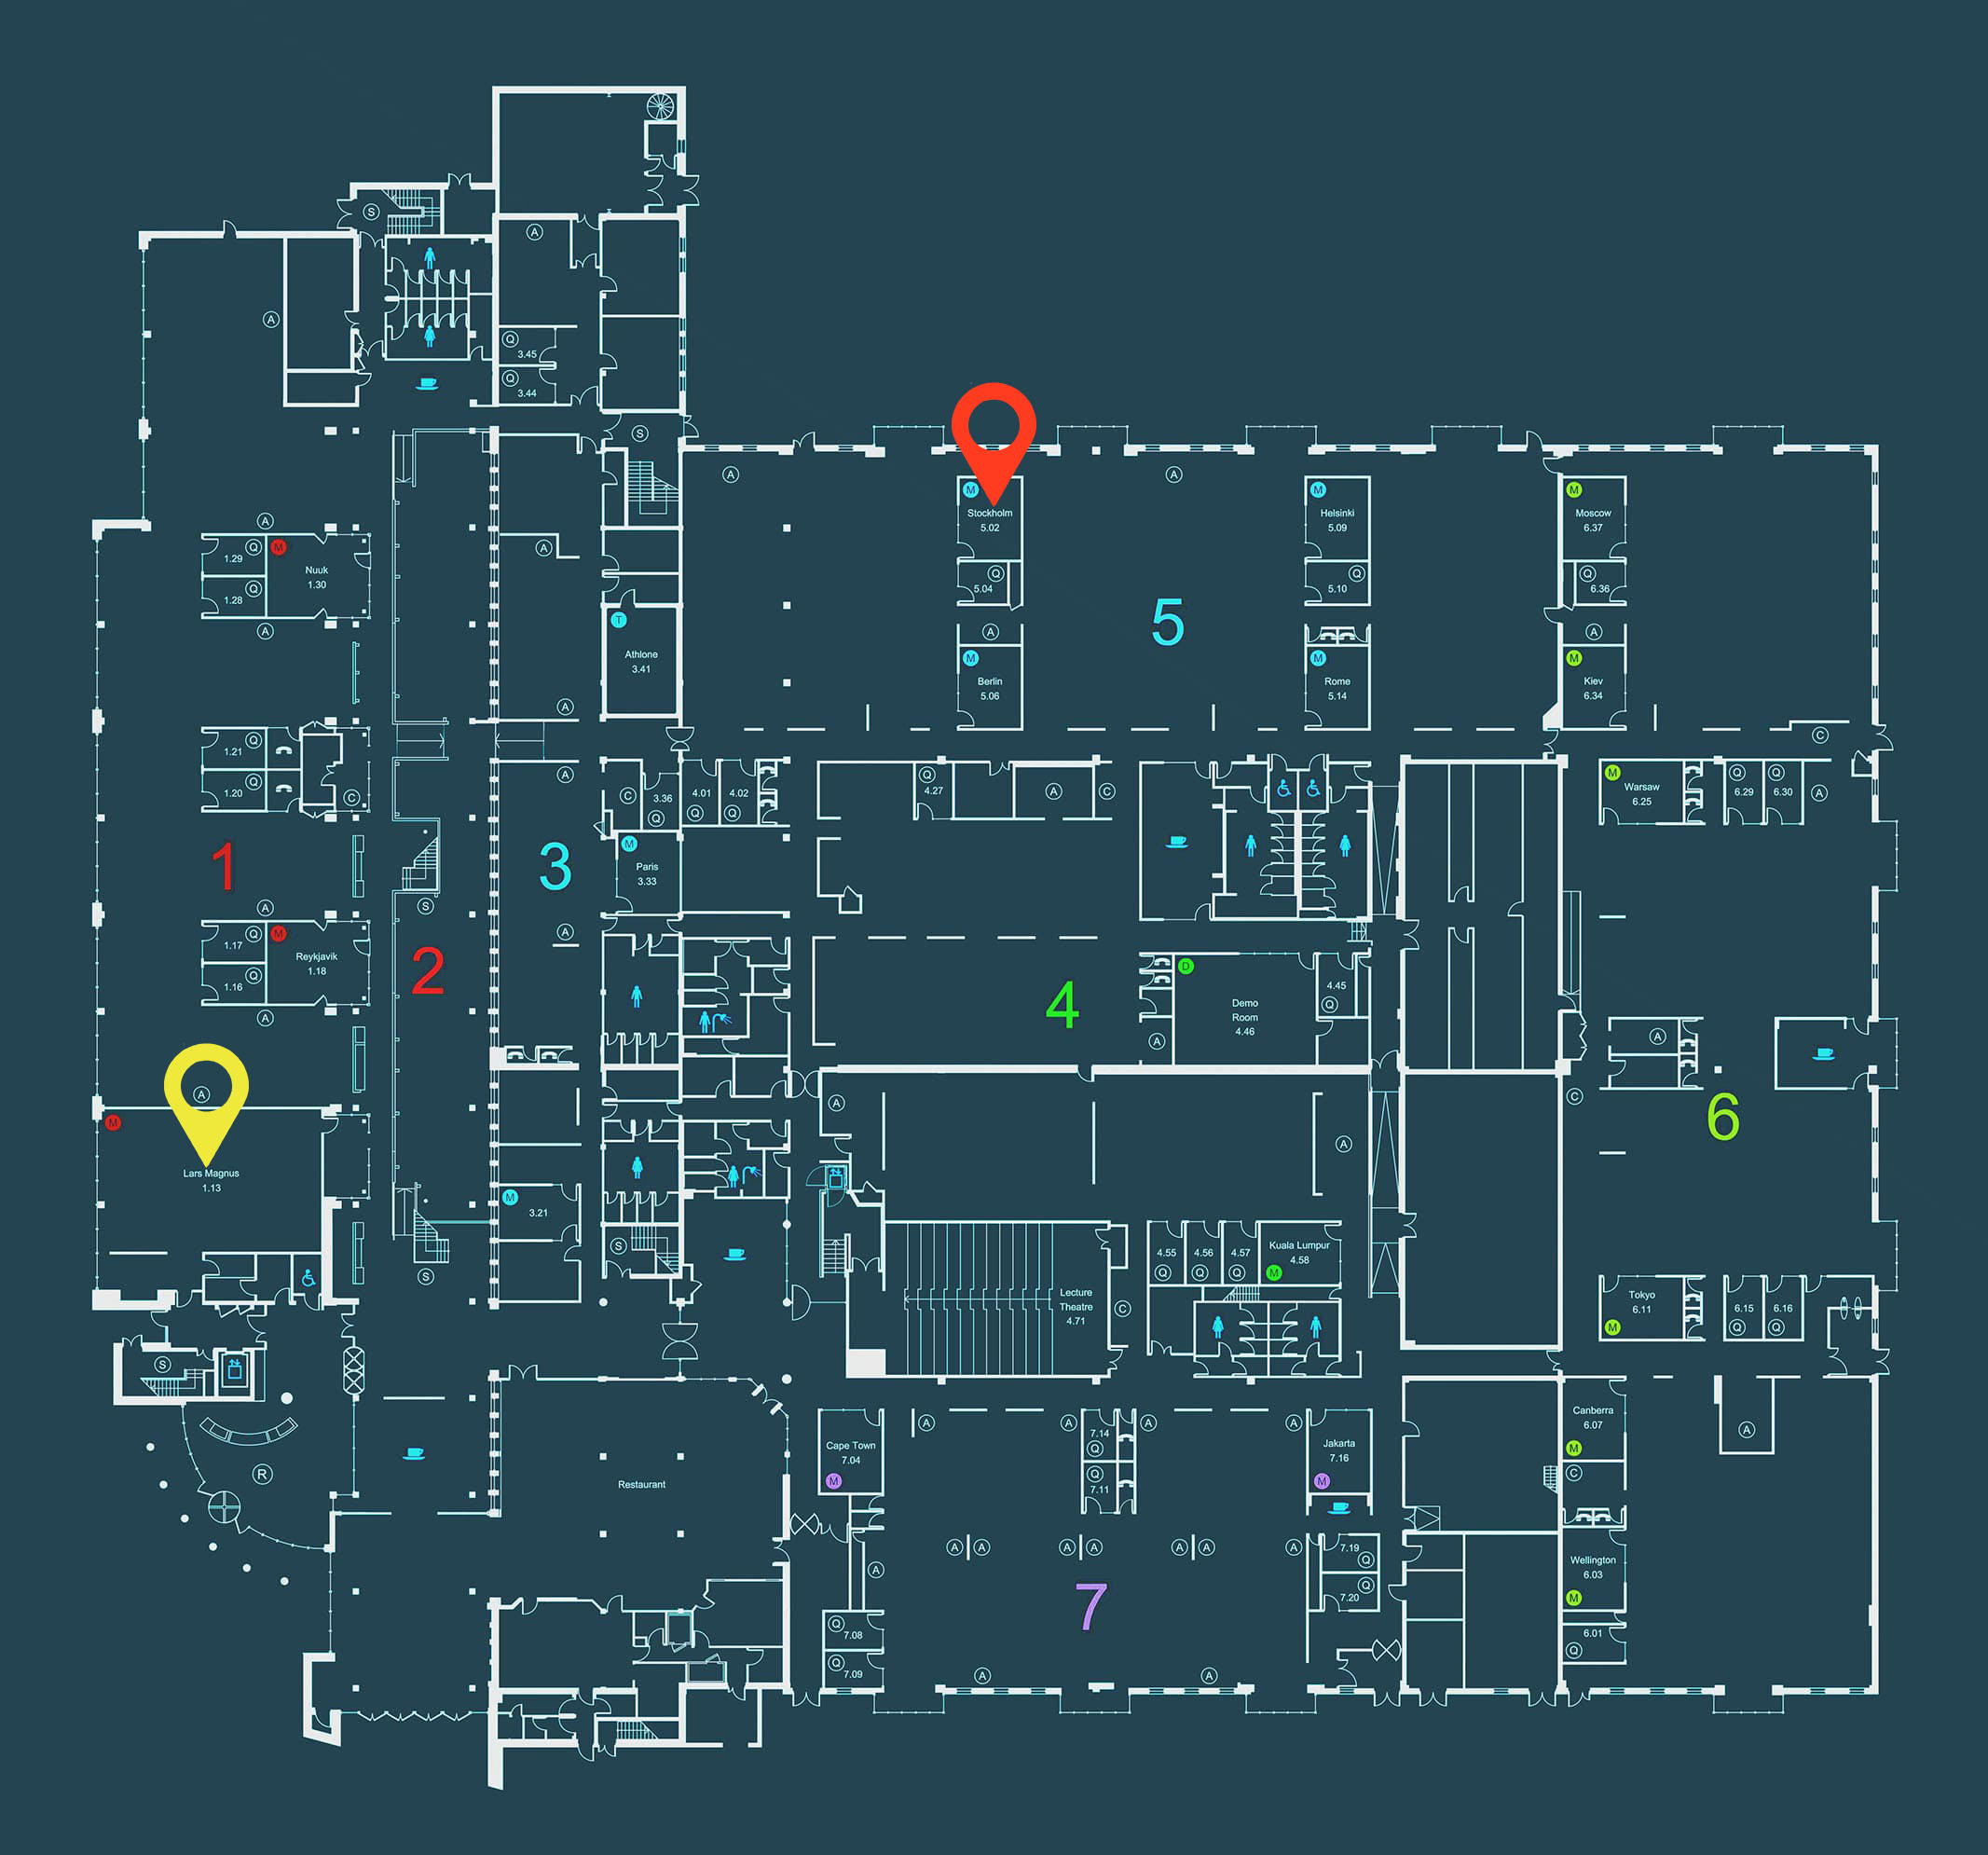 S
A
A
Q
3.45
Q
3.44
S
A
A
M
Stockholm
5.02
M
Helsinki
5.09
M
Moscow
6.37
A
1.29
Q
M
Nuuk
1.30
1.28
Q
A
A
Q
5.04
Q
5.10
Q
6.36
T
Athlone
3.41
5
A
A
M
Berlin
5.06
M
Rome
5.14
M
Kiev
6.34
A
1.21
Q
1.20
Q
C
A
C
3.36
Q
4.01
Q
4.02
Q
Q
4.27
A
C
C
M
Warsaw
6.25
Q
6.29
Q
6.30
A
1
3
M
Paris
3.33
A
S
A
1.17
Q
M
Reykjavik
1.18
1.16
Q
A
2
4
D
Demo
Room
4.46
4.45
Q
A
A
A
C
6
A
M
Lars Magnus
1.13
A
A
M
3.21
S
S
4.55
Q
4.56
Q
4.57
Q
Kuala Lumpur
4.58
M
Lecture
Theatre
4.71
C
Tokyo
6.11
M
6.15
Q
6.16
Q
S
R
Restaurant
Cape Town
7.04
M
A
A
7.14
Q
Q
7.11
A
A
Jakarta
7.16
M
Canberra
6.07
M
C
A
A
A
A
A
A
A
A
A
7.19
Q
Q
7.20
Wellington
6.03
M
7
Q
7.08
Q
7.09
A
A
6.01
Q